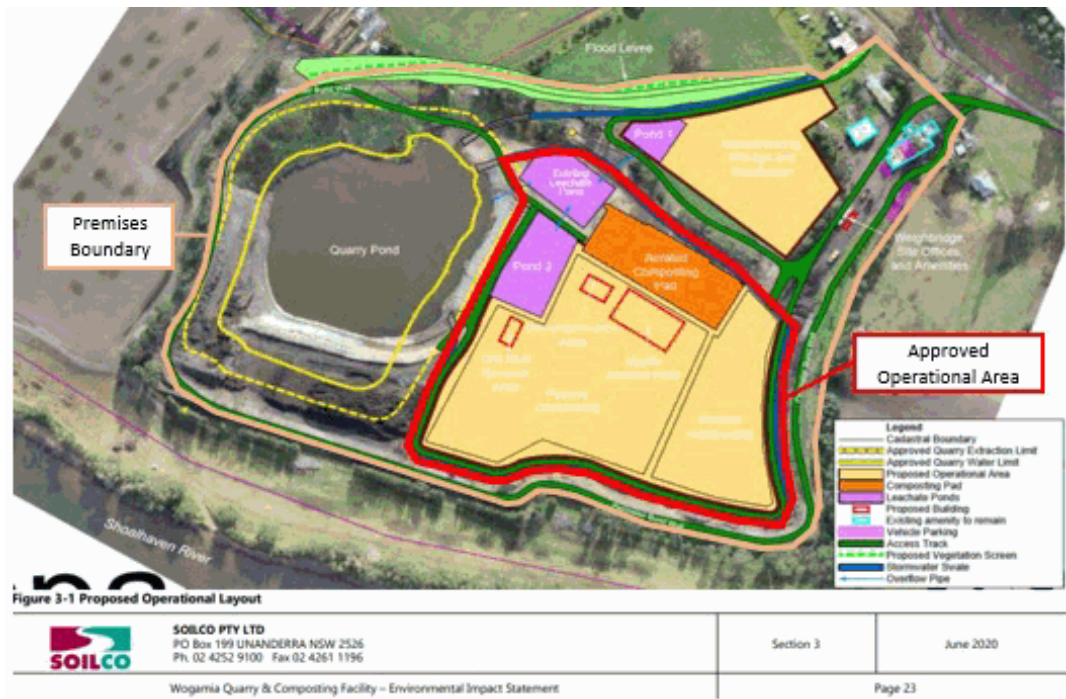 Flood Levee
Pond 1
Existing
Leachate
Pond
Premises
Boundary
Quarry Pond
Aerated
Composting
Pad
Pond 2
Weighbridge,
Site Offices
and Amenities
Approved
Operational Area
Shoalhaven River
Legend
Cadastral Boundary
Approved Quarry Extraction Limit
Approved Quarry Water Limit
Proposed Operational Area
Composting Pad
Leachate Ponds
Proposed Building
Existing amenity to remain
Vehicle Parking
Access Track
Proposed Vegetation Screen
Stormwater Swale
Overflow Pipe
Figure 3-1 Proposed Operational Layout
SOILCO
SOILCO PTY LTD
PO Box 199 UNANDERRA NSW 2526
Ph. 02 4252 9100 Fax 02 4261 1196
Section 3
June 2020
Wogamia Quarry & Composting Facility – Environmental Impact Statement
Page 23